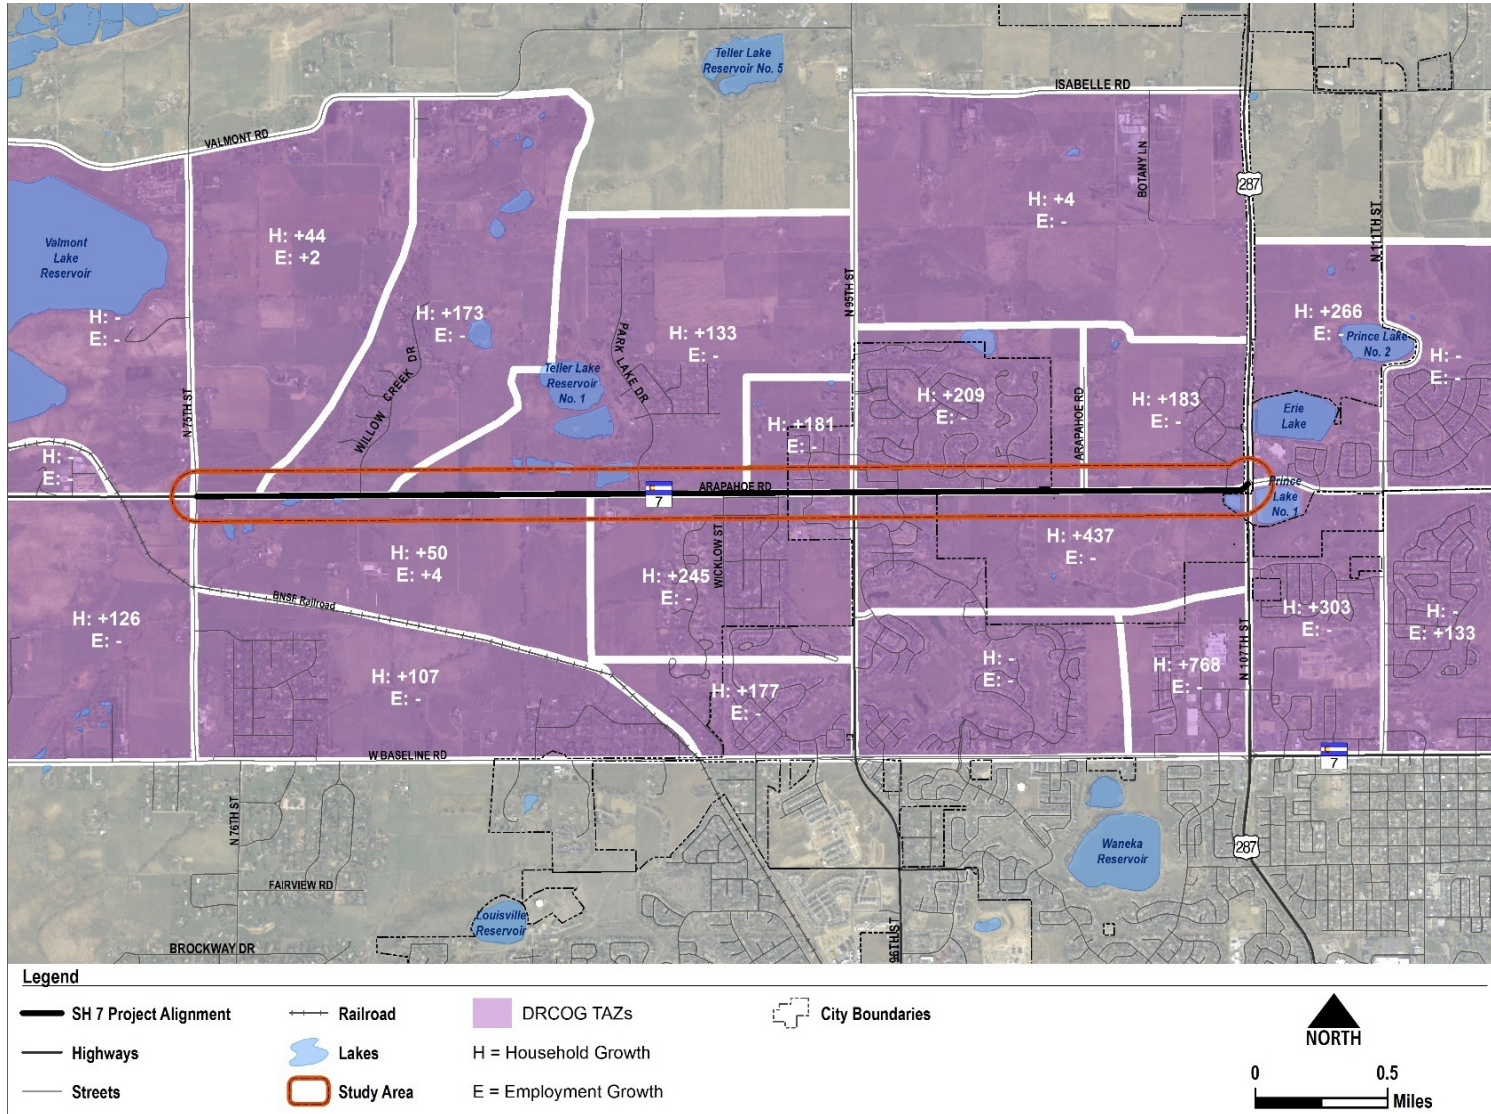 Teller Lake
Reservoir No. 5
ISABELLE RD
VALMONT RD
BOTANY LN
287
N 111TH ST
H: +4
E: -
H: +44
E: +2
Valmont
Lake
Reservoir
N 95TH ST
H: -
E: -
H: +173
E: -
H: +133
E: -
H: +266
E: -
Prince Lake
No. 2
H: -
E: -
PARK LAKE DR
Teller Lake
Reservoir
No. 1
WILLOW CREEK DR
N 75TH ST
H: +209
E: -
H: +183
E: -
ARAPAHOE RD
Erie
Lake
H: +181
E: -
H: -
E: -
ARAPAHOE RD
7
Prince
Lake
No. 1
H: +437
E: -
H: +50
E: +4
WICKLOW ST
H: +245
E: -
BNSF Railroad
H: +126
E: -
H: +303
E: -
H: -
E: +133
N 107TH ST
H: +107
E: -
H: +177
E: -
H: -
E: -
H: +768
E: -
W BASELINE RD
7
N 76TH ST
287
Waneka
Reservoir
FAIRVIEW RD
Louisville
Reservoir
96TH ST
BROCKWAY DR
Legend
SH 7 Project Alignment
Railroad
DRCOG TAZs
City Boundaries
Highways
Lakes
H = Household Growth
Streets
Study Area
E = Employment Growth
NORTH
0 0.5
Miles